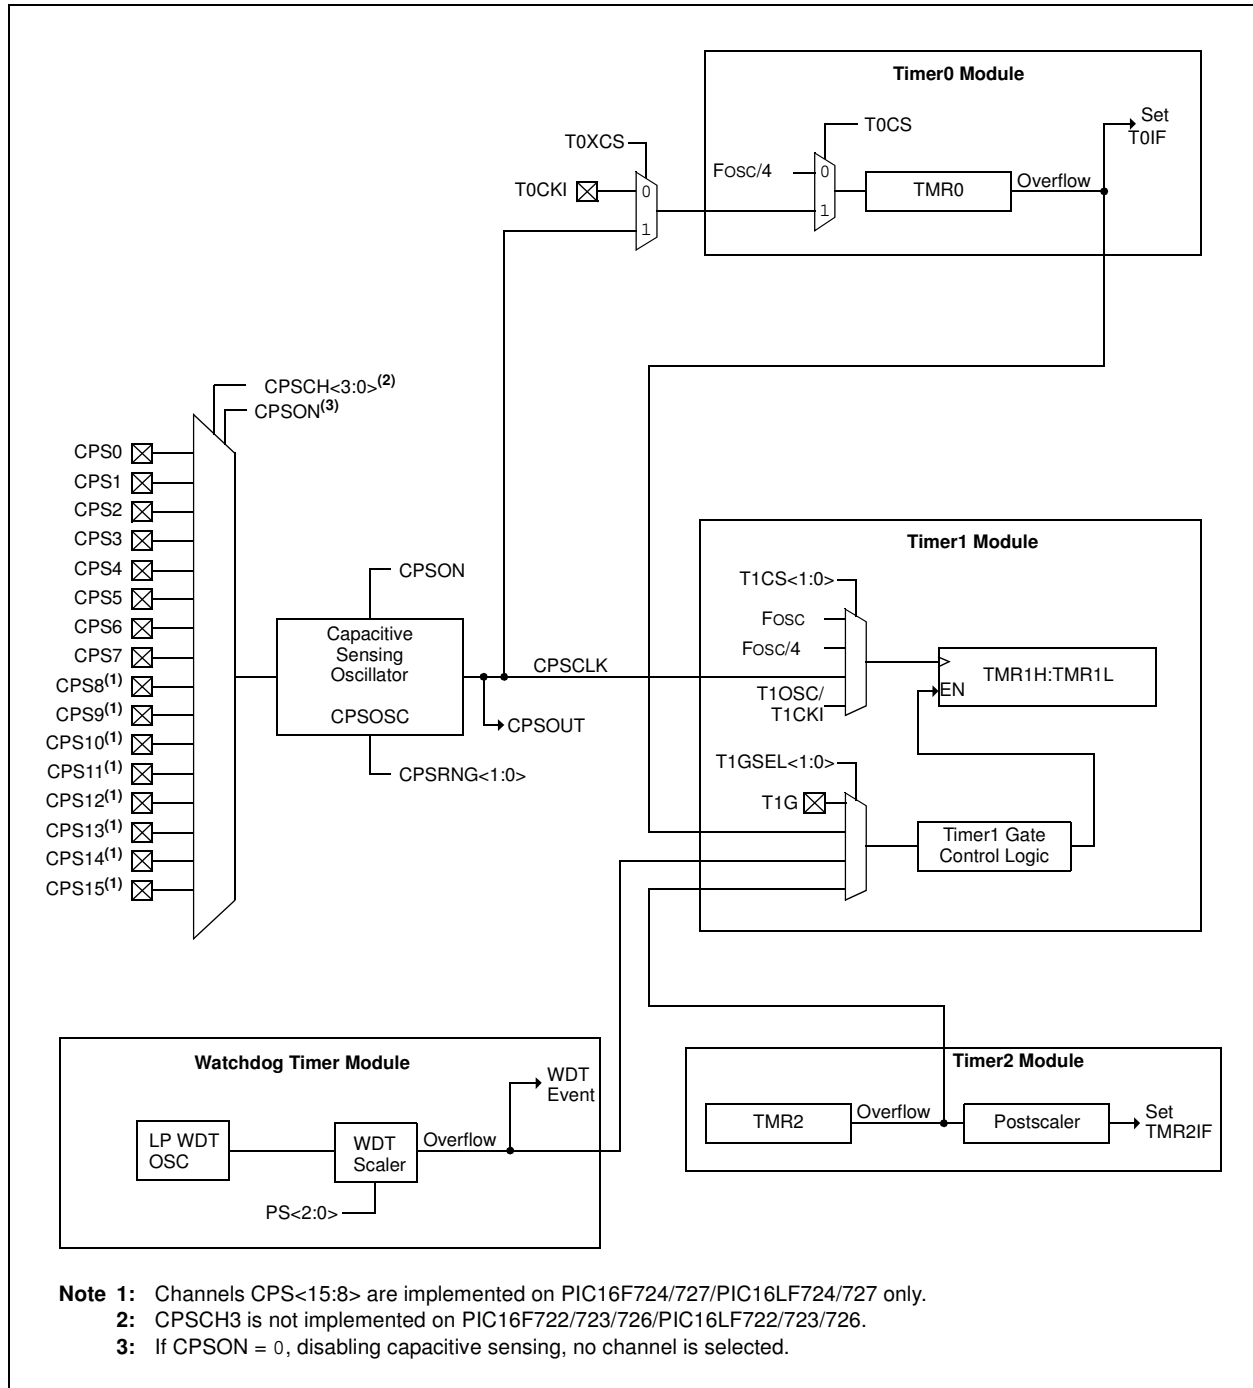 Timer0 Module
Set
T0IF
T0CS
T0XCS
FOSC/4
0
1
TMR0
Overflow
T0CKI
0
1
CPSCH<3:0>(2)
CPSON(3)
CPS0
CPS1
CPS2
CPS3
CPS4
CPS5
CPS6
CPS7
CPS8(1)
CPS9(1)
CPS10(1)
CPS11(1)
CPS12(1)
CPS13(1)
CPS14(1)
CPS15(1)
CPSON
Capacitive
Sensing
Oscillator
CPSOSC
CPSRNG<1:0>
CPSCLK
CPSOUT
Timer1 Module
T1CS<1:0>
FOSC
FOSC/4
T1OSC/
T1CKI
TMR1H:TMR1L
EN
T1GSEL<1:0>
T1G
Timer1 Gate
Control Logic
Watchdog Timer Module
WDT
Event
LP WDT
OSC
WDT
Scaler
Overflow
PS<2:0>
Timer2 Module
TMR2
Overflow
Postscaler
Set
TMR2IF
Note 1: Channels CPS<15:8> are implemented on PIC16F724/727/PIC16LF724/727 only.
2: CPSCH3 is not implemented on PIC16F722/723/726/PIC16LF722/723/726.
3: If CPSON = 0, disabling capacitive sensing, no channel is selected.